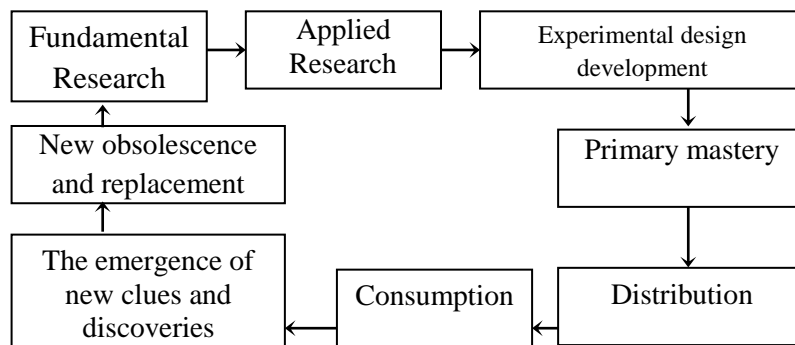 Fundamental
Research
Applied
Research
Experimental design
development
Primary mastery
Distribution
Consumption
The emergence of
new clues and
discoveries
New obsolescence
and replacement